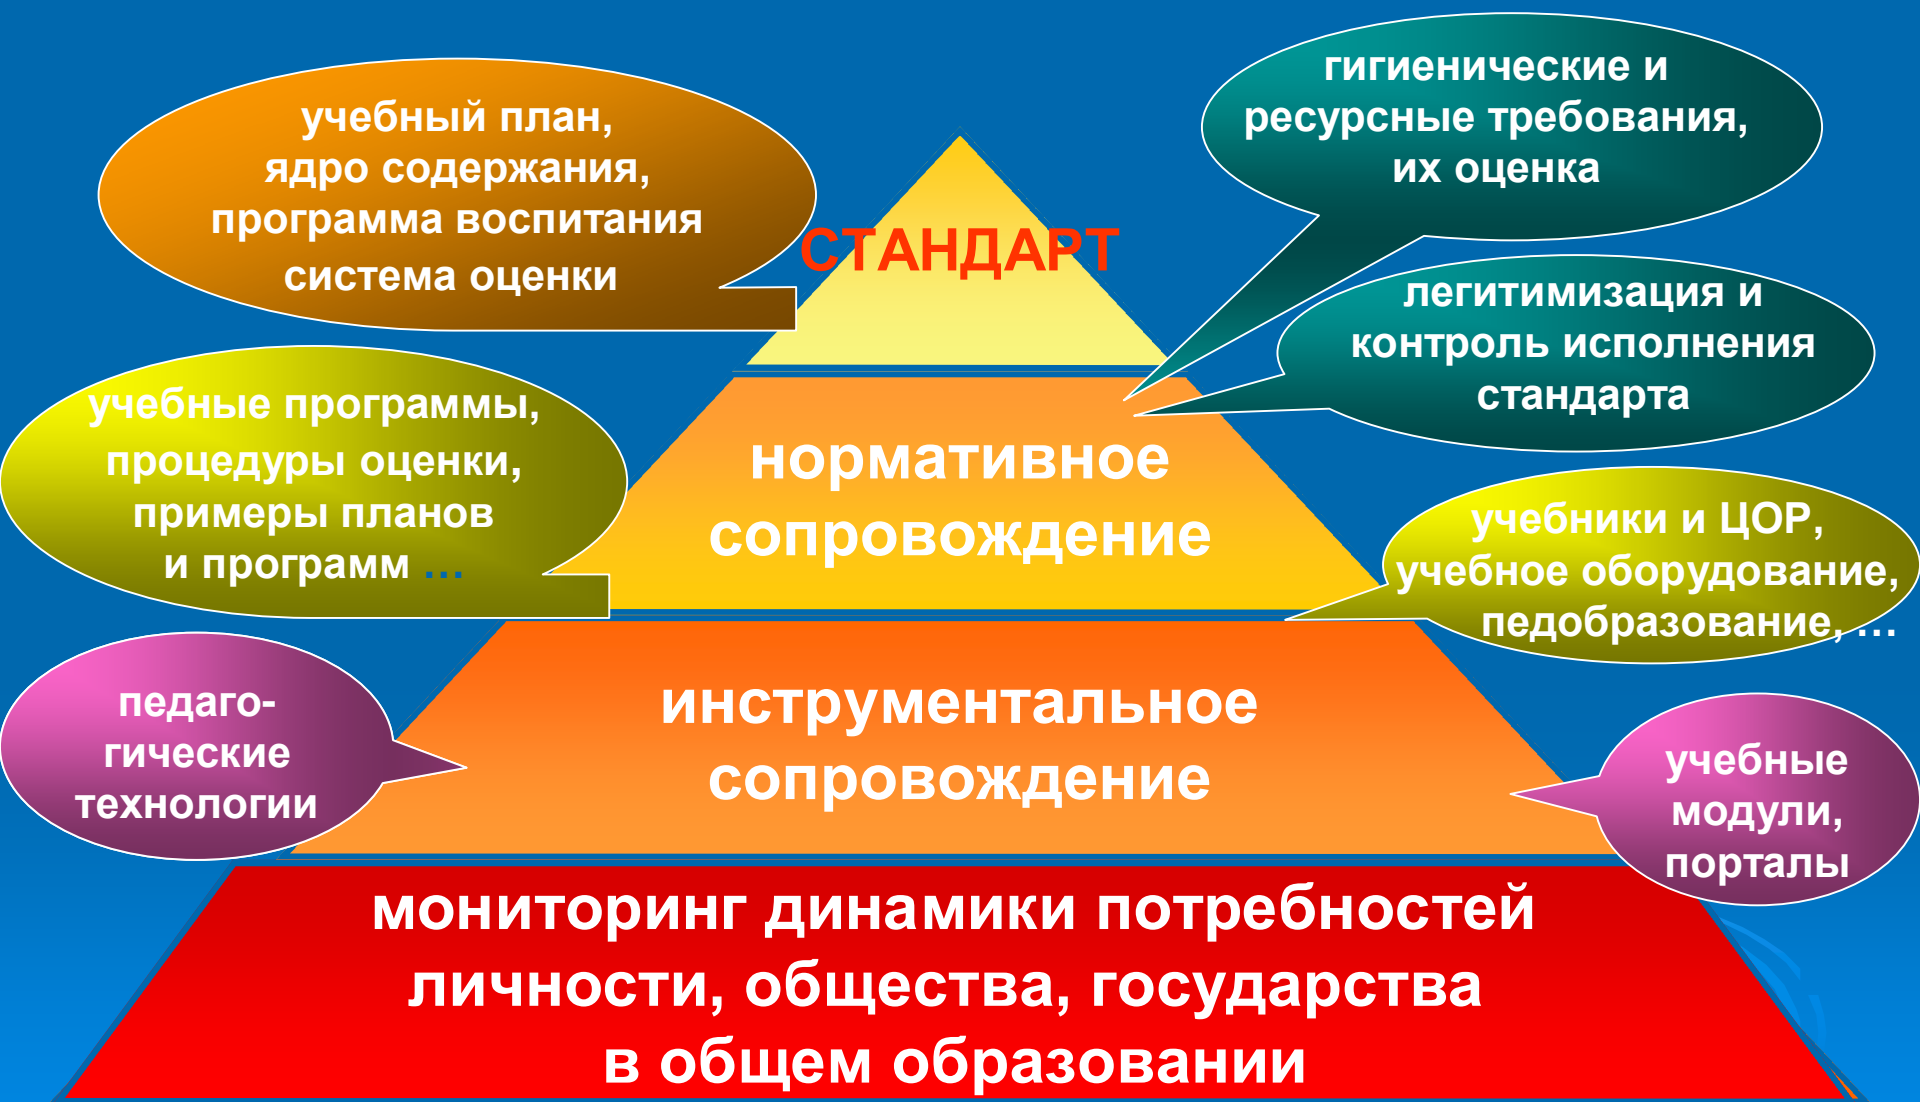 учебный план,
ядро содержания,
программа воспитания
система оценки
гигиенические и
ресурсные требования,
их оценка
СТАНДАРТ
легитимизация и
контроль исполнения
стандарта
учебные программы,
процедуры оценки,
примеры планов
и программ ...
нормативное
сопровождение
учебники и ЦОР,
учебное оборудование,
педобразование, ...
педаго-
гические
технологии
инструментальное
сопровождение
учебные
модули,
порталы
мониторинг динамики потребностей
личности, общества, государства
в общем образовании